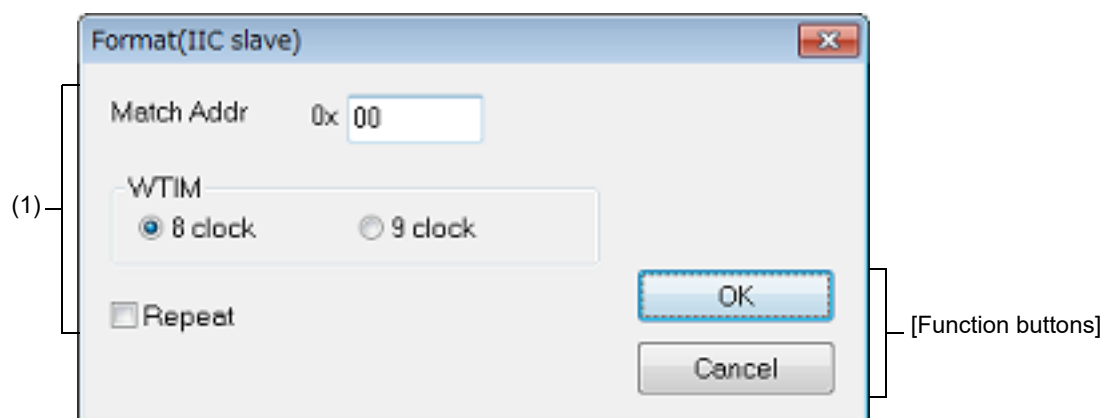 Format(IIC slave)
Match Addr 0x 00
WTIM
(1)
8 clock 9 clock
OK
Repeat
[Function buttons]
Cancel